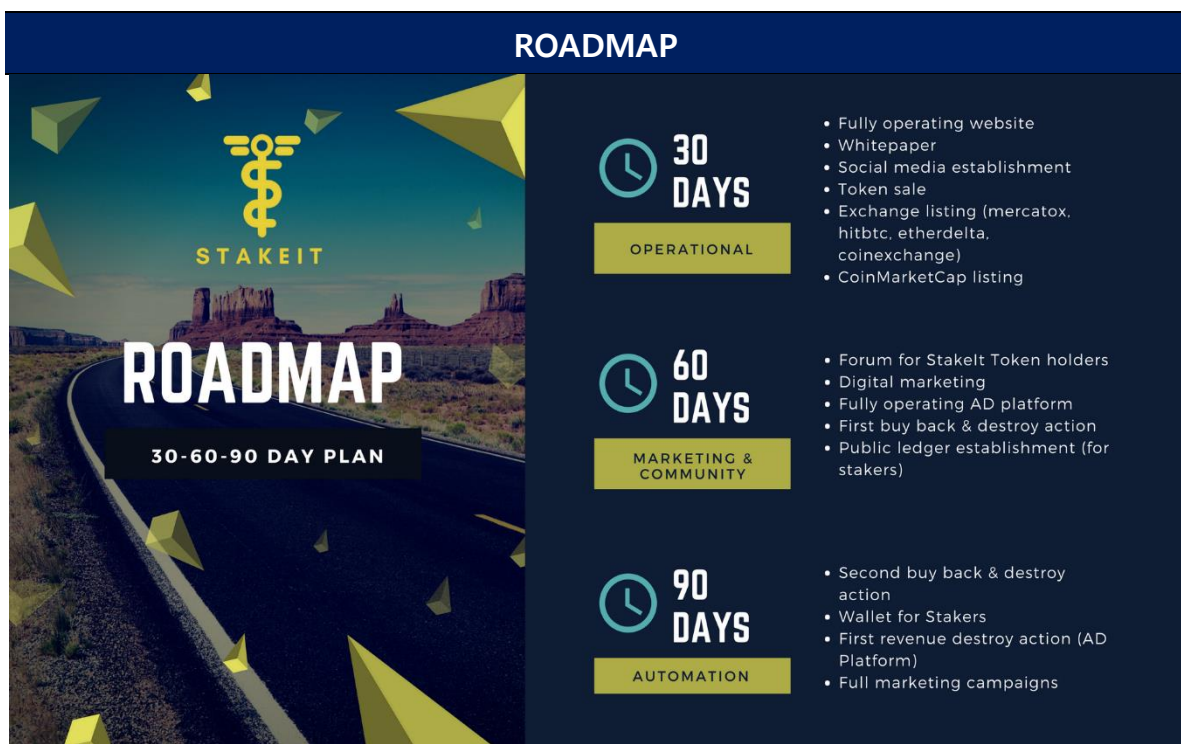 ROADMAP
STAKEIT
ROADMAP
30-60-90 DAY PLAN
30
DAYS
OPERATIONAL
• Fully operating website
• Whitepaper
• Social media establishment
• Token sale
• Exchange listing (mercatox,
hitbtc, etherdelta,
coinexchange)
• CoinMarketCap listing
60
DAYS
MARKETING &
COMMUNITY
• Forum for StakeIt Token holders
• Digital marketing
• Fully operating AD platform
• First buy back & destroy action
• Public ledger establishment (for
stakers)
90
DAYS
AUTOMATION
• Second buy back & destroy
action
• Wallet for Stakers
• First revenue destroy action (AD
Platform)
• Full marketing campaigns